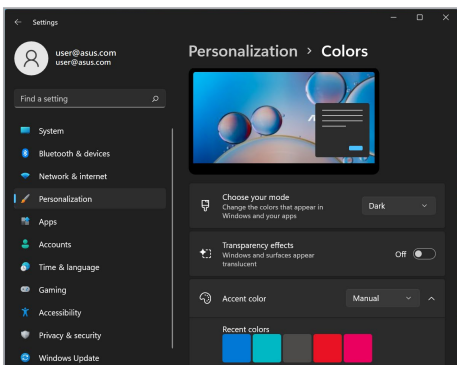 Settings
user@asus.com
user@asus.com
Find a setting
System
Bluetooth & devices
Network & internet
Personalization
Apps
Accounts
Time & language
Gaming
Accessibility
Privacy & security
Windows Update
Personalization > Colors
Choose your mode
Change the colors that appear in
Windows and your apps
Dark
Transparency effects
Windows and surfaces appear
translucent
Off
Accent color
Manual
Recent colors